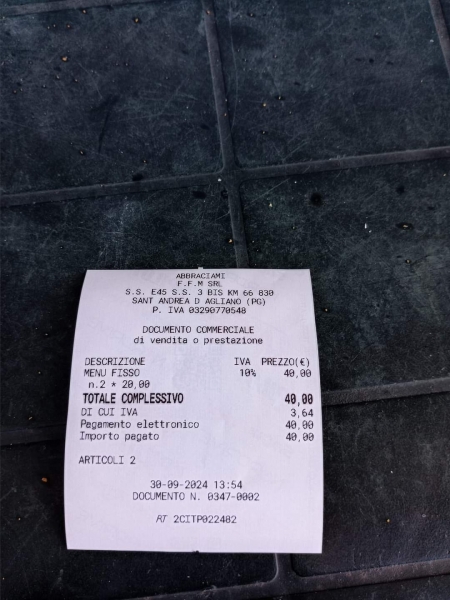 ABBRACIAMI
F.F.M SRL
S.S. E45 S.S. 3 BIS KM 66 830
SANT ANDREA D AGLIANO (PG)
P. IVA 03290770548
DOCUMENTO COMMERCIALE
di vendita o prestazione
DESCRIZIONE IVA PREZZO(€)
MENU FISSO 10% 40,00
n.2 * 20,00
TOTALE COMPLESSIVO 40,00
DI CUI IVA 3,64
Pagamento elettronico 40,00
Importo pagato 40,00
ARTICOLI 2
30-09-2024 13:54
DOCUMENTO N. 0347-0002
RT 2CITP022482